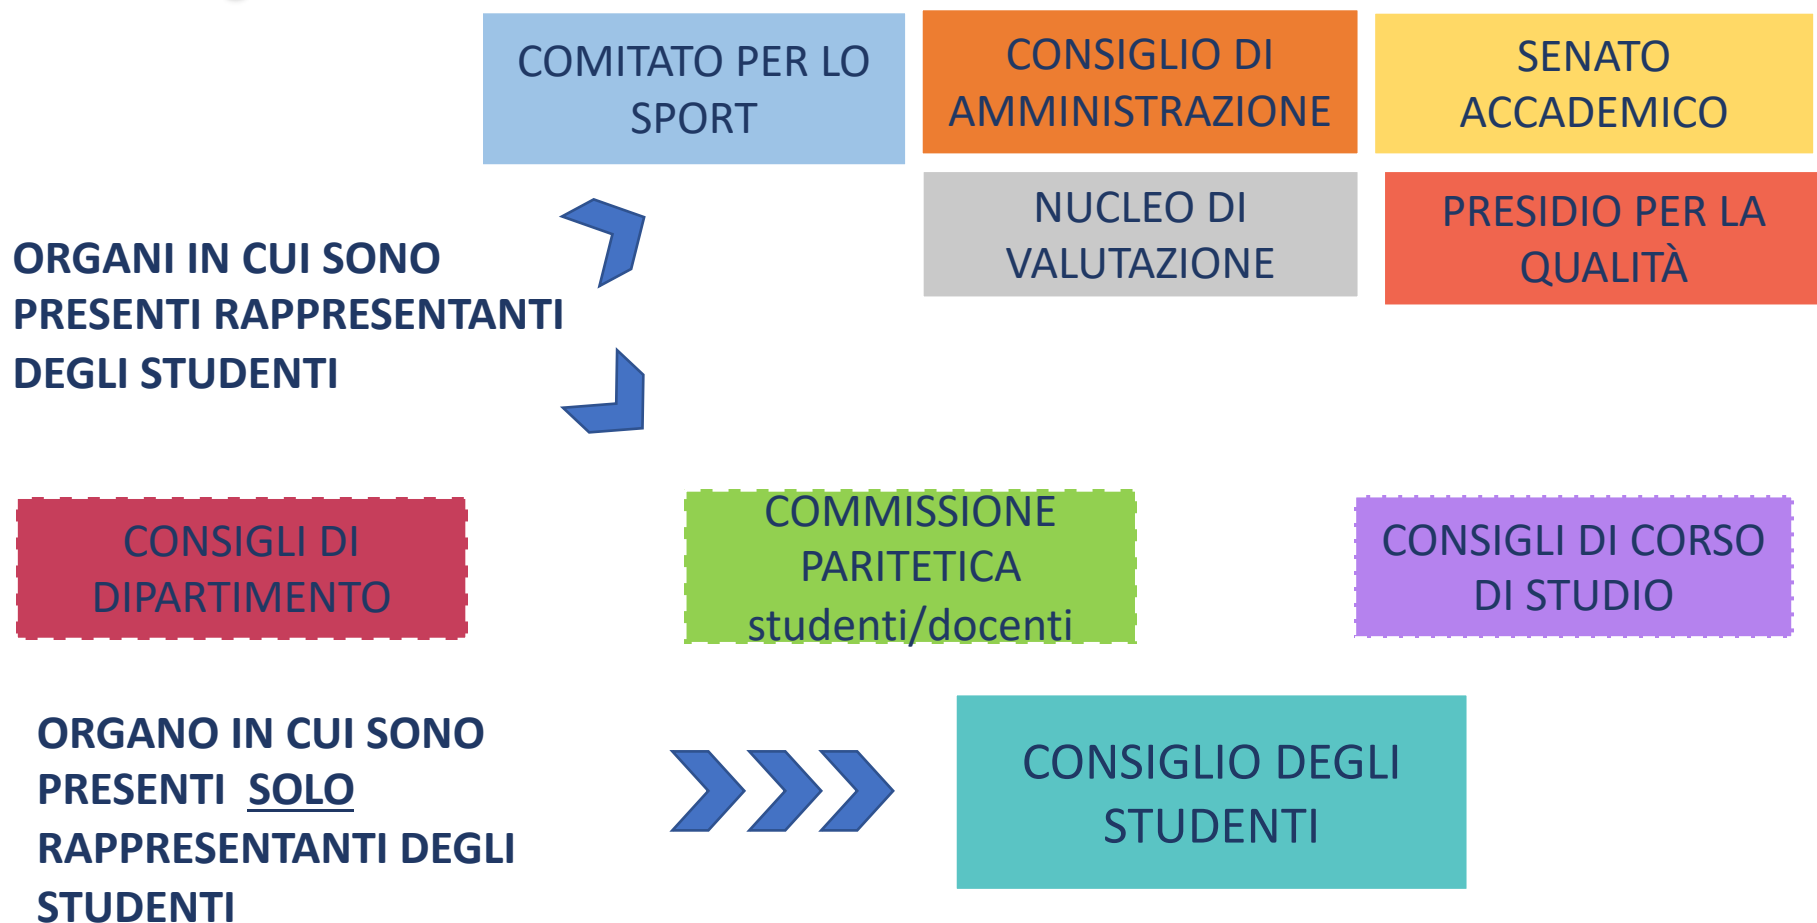 COMITATO PER LO
SPORT
CONSIGLIO DI
AMMINISTRAZIONE
SENATO
ACCADEMICO
NUCLEO DI
VALUTAZIONE
PRESIDIO PER LA
QUALITÀ
ORGANI IN CUI SONO
PRESENTI RAPPRESENTANTI
DEGLI STUDENTI
CONSIGLI DI
DIPARTIMENTO
COMMISSIONE
PARITETICA
studenti/docenti
CONSIGLI DI CORSO
DI STUDIO
ORGANO IN CUI SONO
PRESENTI SOLO
RAPPRESENTANTI DEGLI
STUDENTI
CONSIGLIO DEGLI
STUDENTI